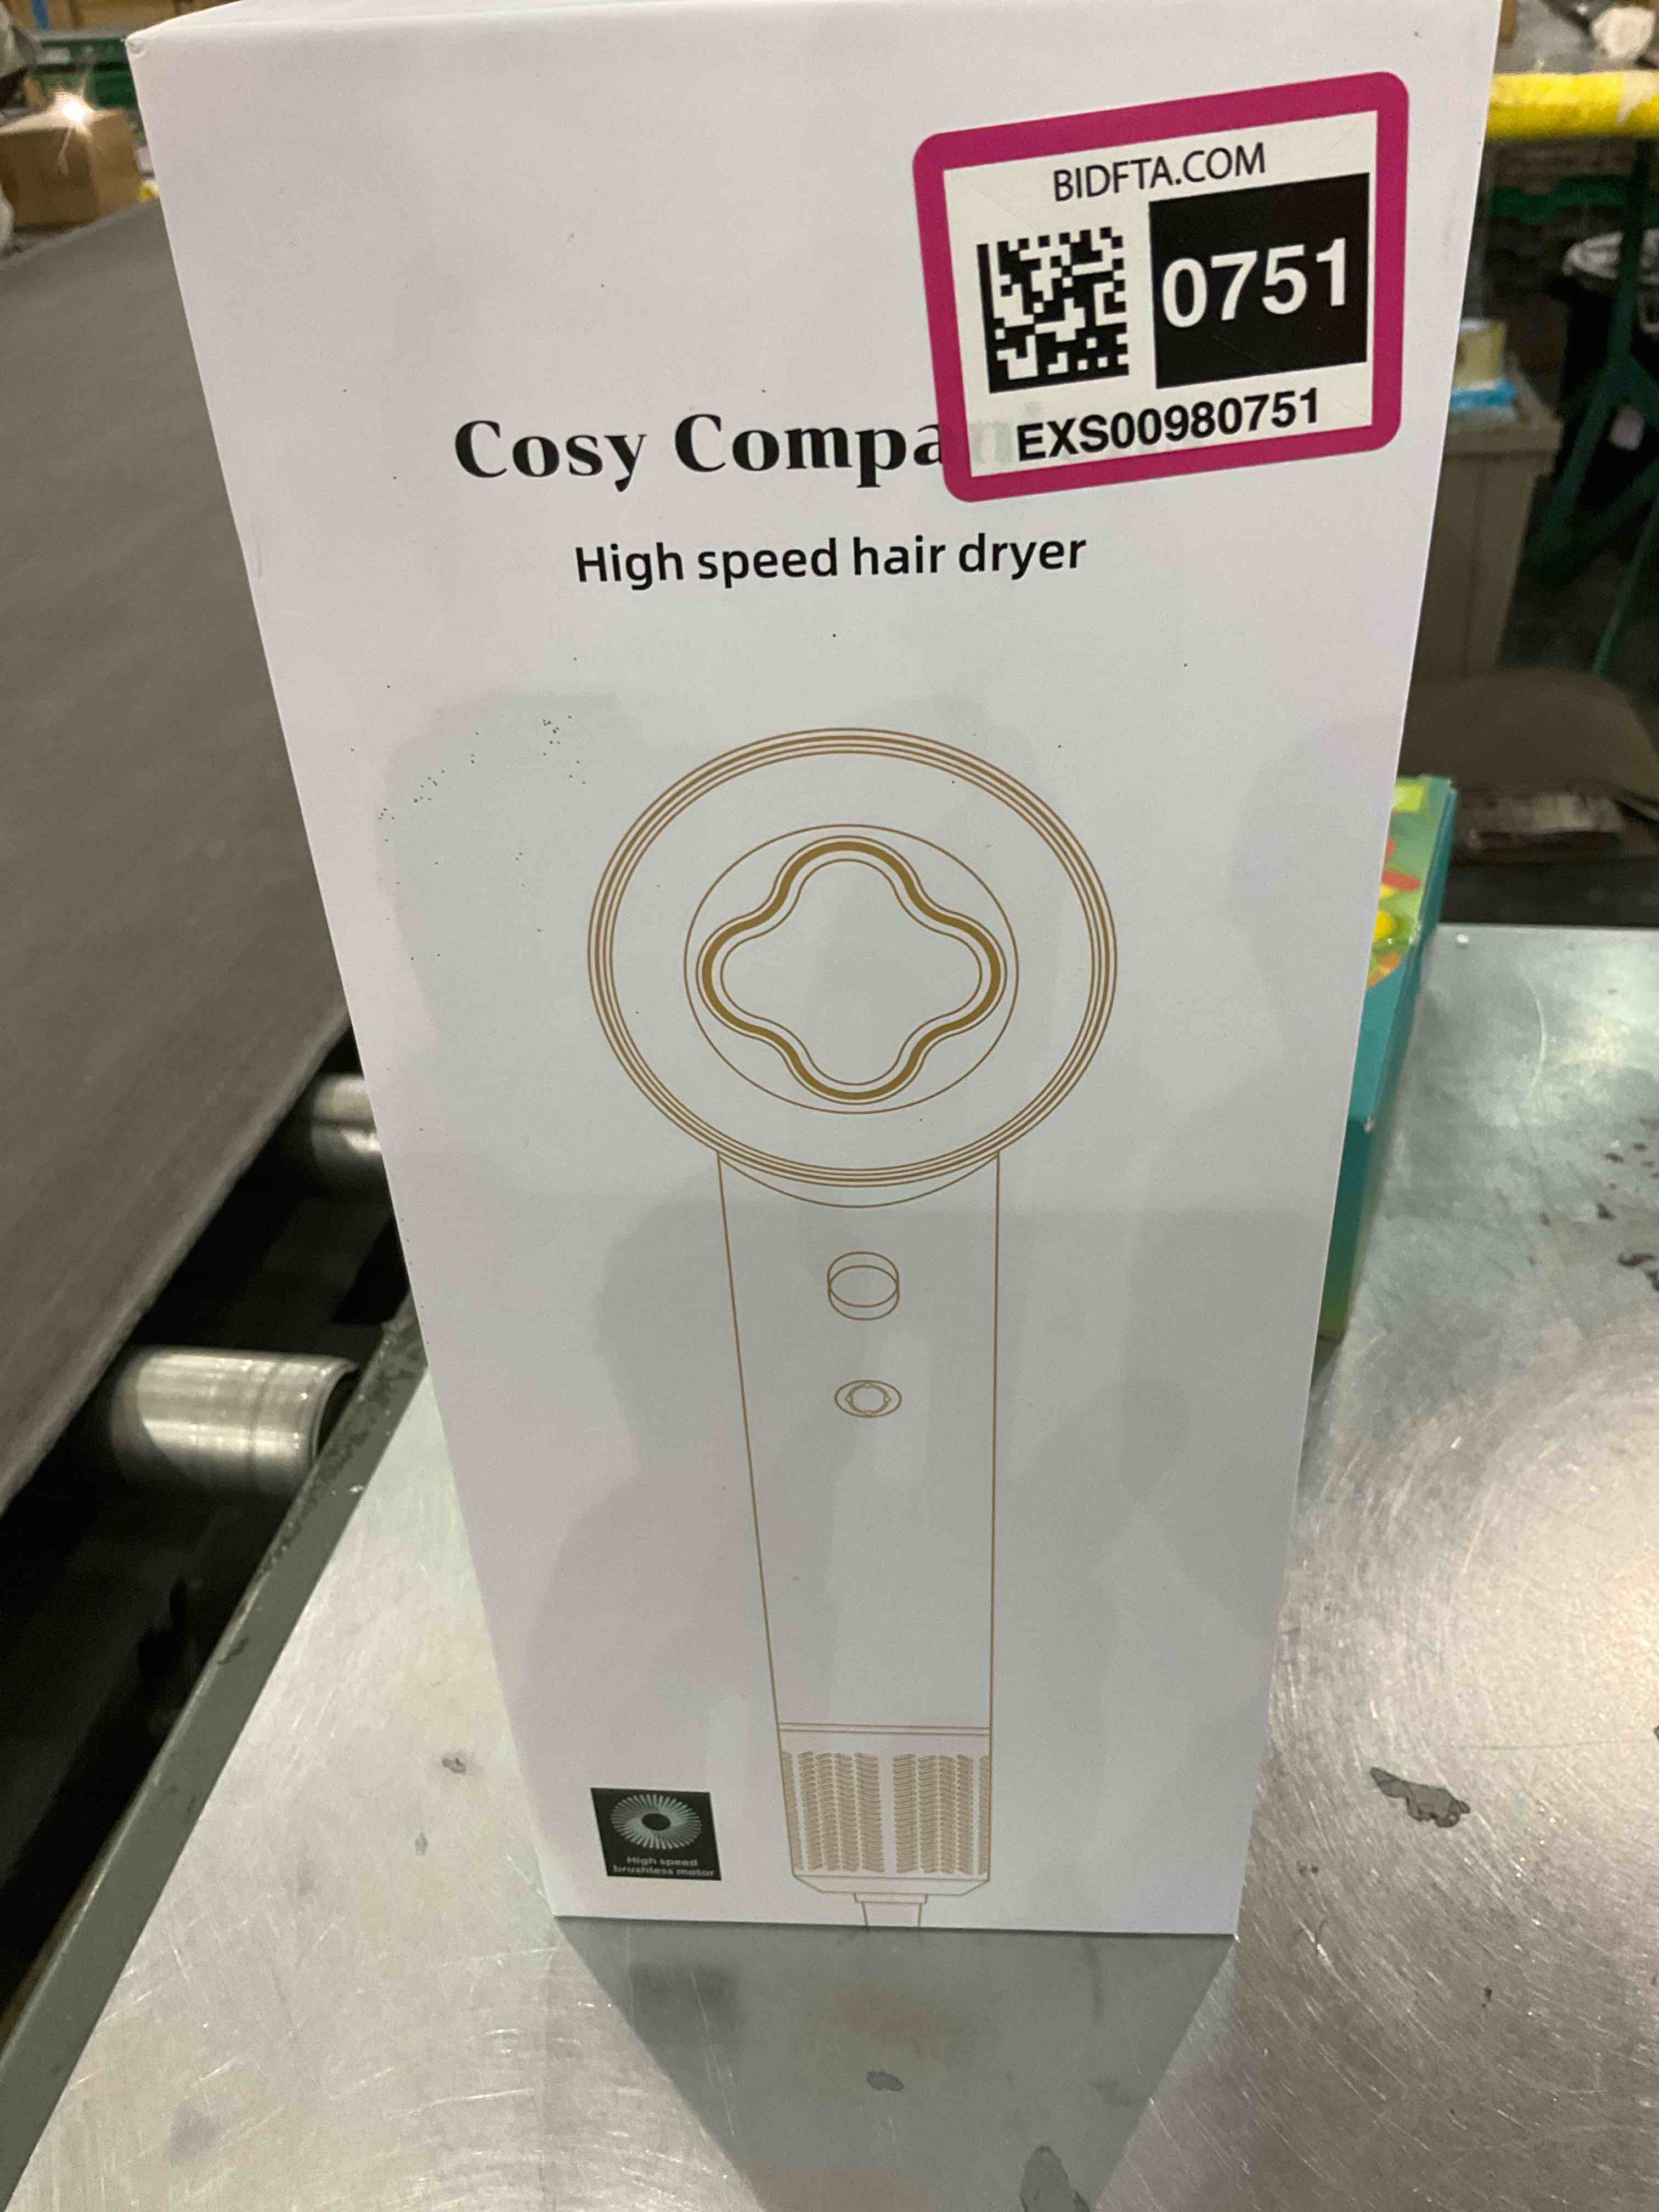 BIDFTA.COM
0751
EXS00980751
Cosy Compa
High speed hair dryer
High speed
brushless motor